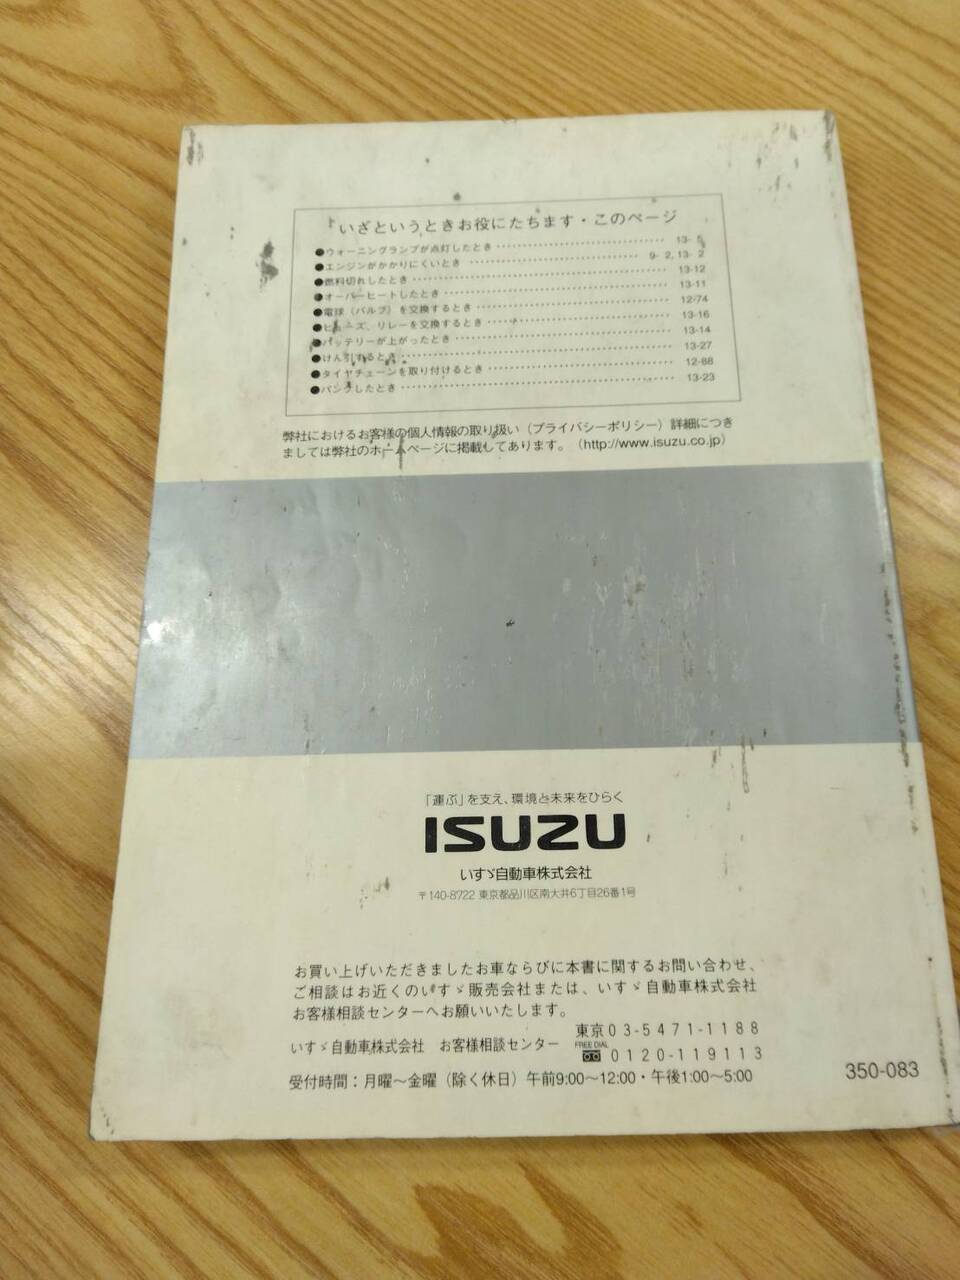 いざというときお役にたちます・このページ
●ウォーニングランプが点灯したとき 13- 5
●エンジンがかかりにくいとき 9- 2, 13- 2
●燃料切れしたとき 13-12
●オーバーヒートしたとき 13-11
●電球（バルブ）を交換するとき 12-74
●ヒューズ、リレーを交換するとき 13-16
●バッテリーが上がったとき 13-14
●けん引するとき 13-27
●タイヤチェーンを取り付けるとき 12-88
●パンクしたとき 13-23
弊社におけるお客様の個人情報の取り扱い（プライバシーポリシー）詳細につき
ましては弊社のホームページに掲載してあります。（http://www.isuzu.co.jp）
「運ぶ」を支え、環境と未来をひらく
ISUZU
いすゞ自動車株式会社
〒140-8722 東京都品川区南大井6丁目26番1号
お買い上げいただきましたお車ならびに本書に関するお問い合わせ、
ご相談はお近くのいすゞ販売会社または、いすゞ自動車株式会社
お客様相談センターへお願いいたします。
東京03-5471-1188
いすゞ自動車株式会社 お客様相談センター FREE DIAL 0120-119113
受付時間：月曜～金曜（除く休日）午前9:00～12:00・午後1:00～5:00
350-083